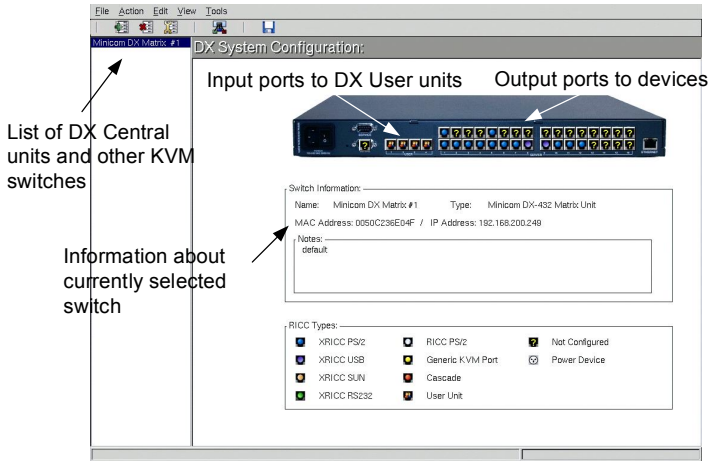 File Action Edit View Tools
Minicom DX Matrix #1
DX System Configuration:
Input ports to DX User units
Output ports to devices
List of DX Central
units and other KVM
switches
Switch Information:
Name: Minicom DX Matrix #1 Type: Minicom DX-432 Matrix Unit
MAC Address: 0050C236E04F / IP Address: 192.168.200.249
Notes:
default
Information about
currently selected
switch
RICC Types:
XRICC PS/2 RICC PS/2 Not Configured
XRICC USB Generic KVM Port Power Device
XRICC SUN Cascade
XRICC RS232 User Unit